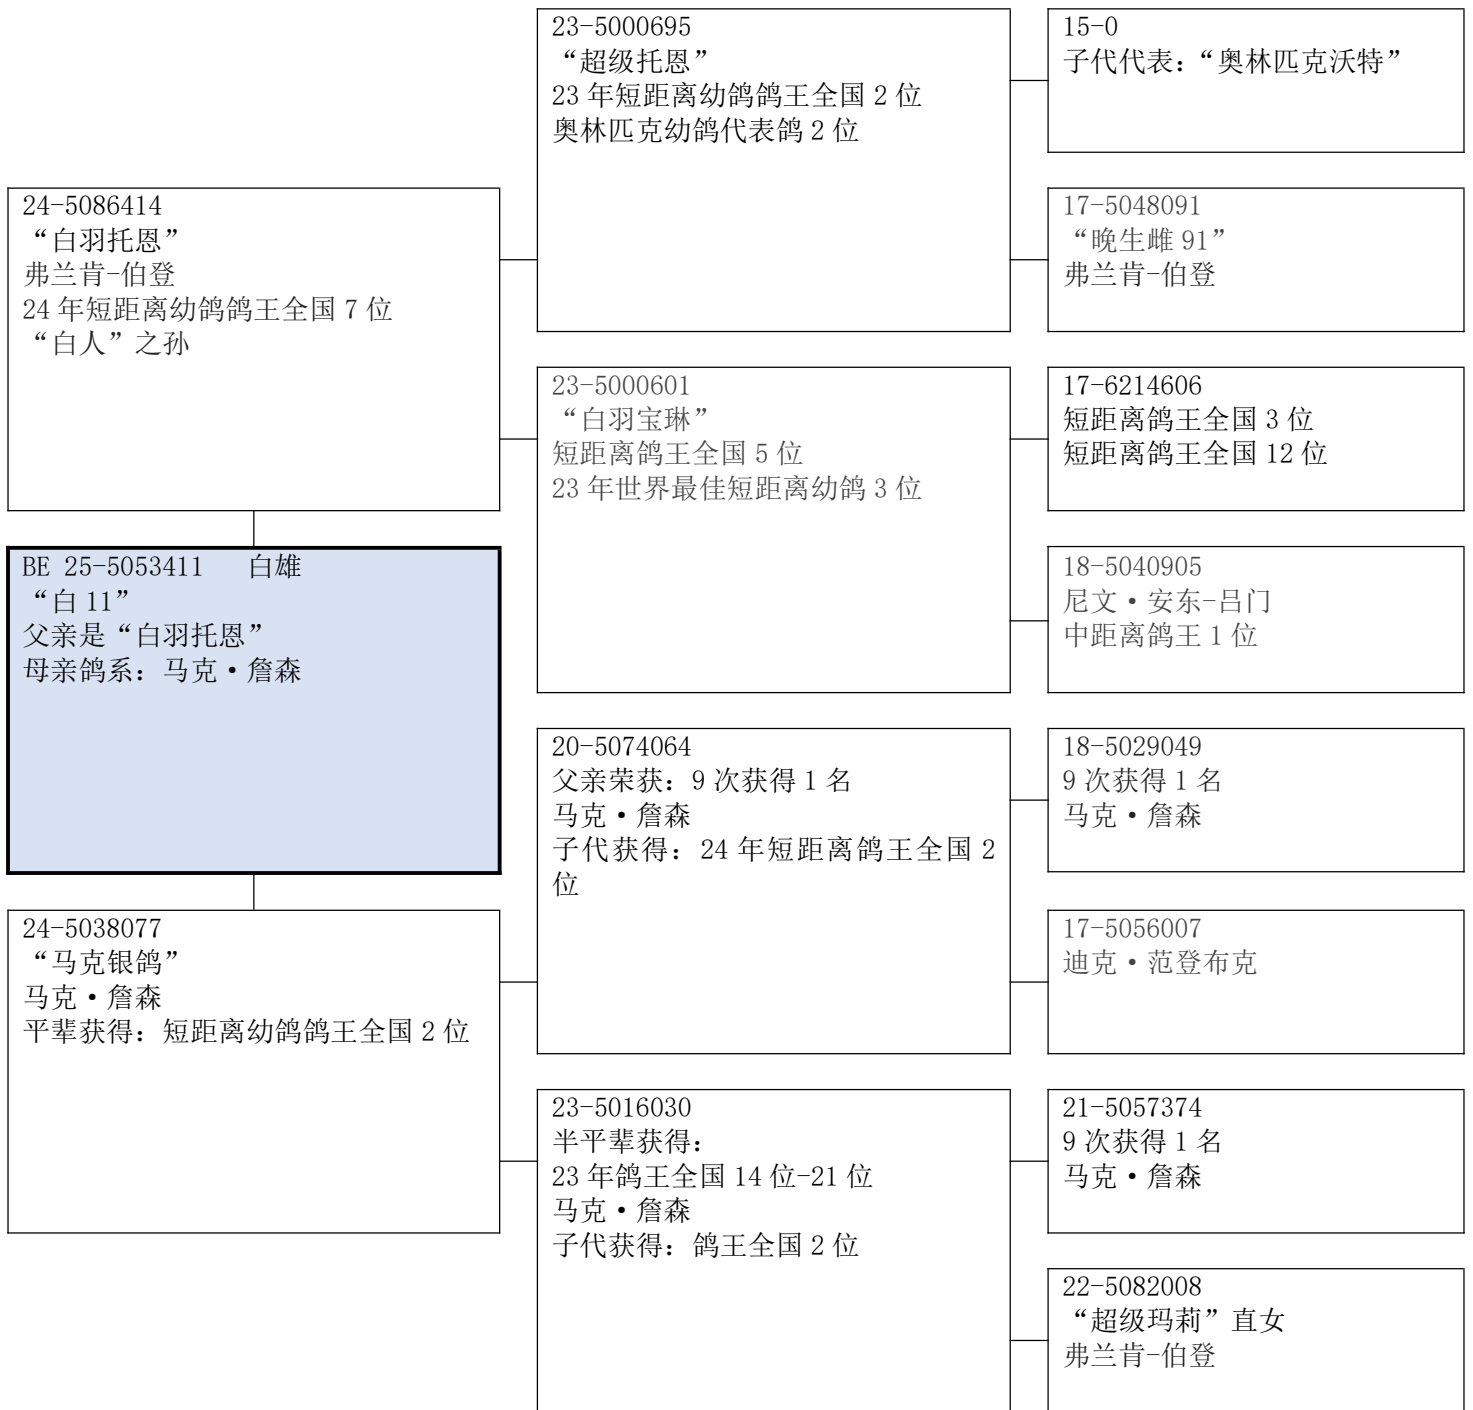 23-5000695
“超级托恩”
23 年短距离幼鸽鸽王全国 2 位
奥林匹克幼鸽代表鸽 2 位
15-0
子代代表：“奥林匹克沃特”
24-5086414
“白羽托恩”
弗兰肯-伯登
24 年短距离幼鸽鸽王全国 7 位
“白人”之孙
17-5048091
“晚生雌 91”
弗兰肯-伯登
23-5000601
“白羽宝琳”
短距离鸽王全国 5 位
23 年世界最佳短距离幼鸽 3 位
17-6214606
短距离鸽王全国 3 位
短距离鸽王全国 12 位
BE 25-5053411 白雄
“白 11”
父亲是“白羽托恩”
母亲鸽系：马克·詹森
18-5040905
尼文·安东-吕门
中距离鸽王 1 位
20-5074064
父亲荣获：9 次获得 1 名
马克·詹森
子代获得：24 年短距离鸽王全国 2
位
18-5029049
9 次获得 1 名
马克·詹森
24-5038077
“马克银鸽”
马克·詹森
平辈获得：短距离幼鸽鸽王全国 2 位
17-5056007
迪克·范登布克
23-5016030
半平辈获得：
23 年鸽王全国 14 位-21 位
马克·詹森
子代获得：鸽王全国 2 位
21-5057374
9 次获得 1 名
马克·詹森
22-5082008
“超级玛莉”直女
弗兰肯-伯登